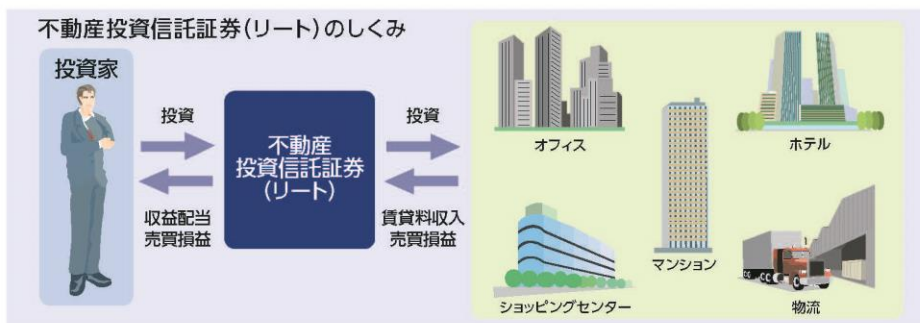 不動産投資信託証券(リート)のしくみ
投資家
投資
収益配当
売買損益
不動産
投資信託証券
(リート)
投資
賃貸料収入
売買損益
オフィス
ホテル
マンション
ショッピングセンター
物流